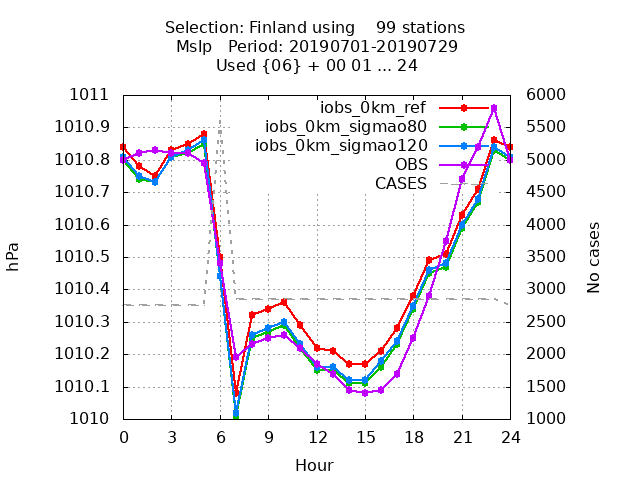 Selection: Finland using    99 stations
Mslp   Period: 20190701-20190729
Used {06} + 00 01 ... 24
iobs_0km_ref
iobs_0km_sigmao80
iobs_0km_sigmao120
OBS
CASES
1011
1010.9
1010.8
1010.7
1010.6
1010.5
1010.4
1010.3
1010.2
1010.1
1010
hPa
6000
5500
5000
4500
4000
3500
3000
2500
2000
1500
1000
No cases
0 3 6 9 12 15 18 21 24
Hour